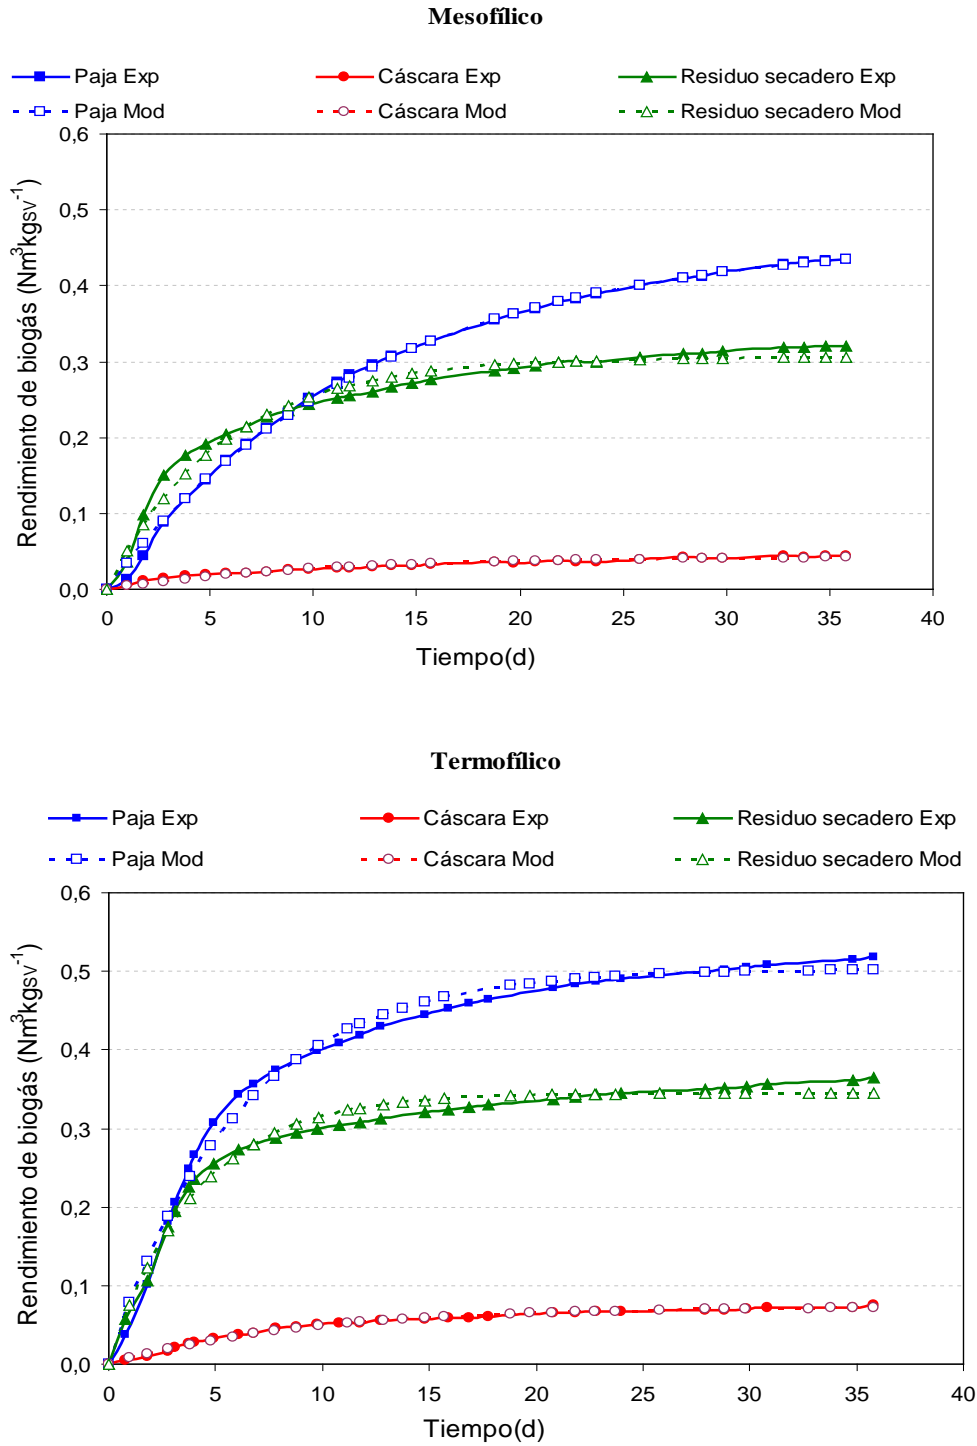 Mesofílico
Paja Exp Cáscara Exp Residuo secadero Exp
Paja Mod Cáscara Mod Residuo secadero Mod
0,6
0,5
0,4
0,3
0,2
0,1
0,0
0 5 10 15 20 25 30 35 40
Rendimiento de biogás (Nm³kgsv⁻¹)
Tiempo(d)
Termofílico
Paja Exp Cáscara Exp Residuo secadero Exp
Paja Mod Cáscara Mod Residuo secadero Mod
0,6
0,5
0,4
0,3
0,2
0,1
0,0
0 5 10 15 20 25 30 35 40
Rendimiento de biogás (Nm³kgsv⁻¹)
Tiempo(d)